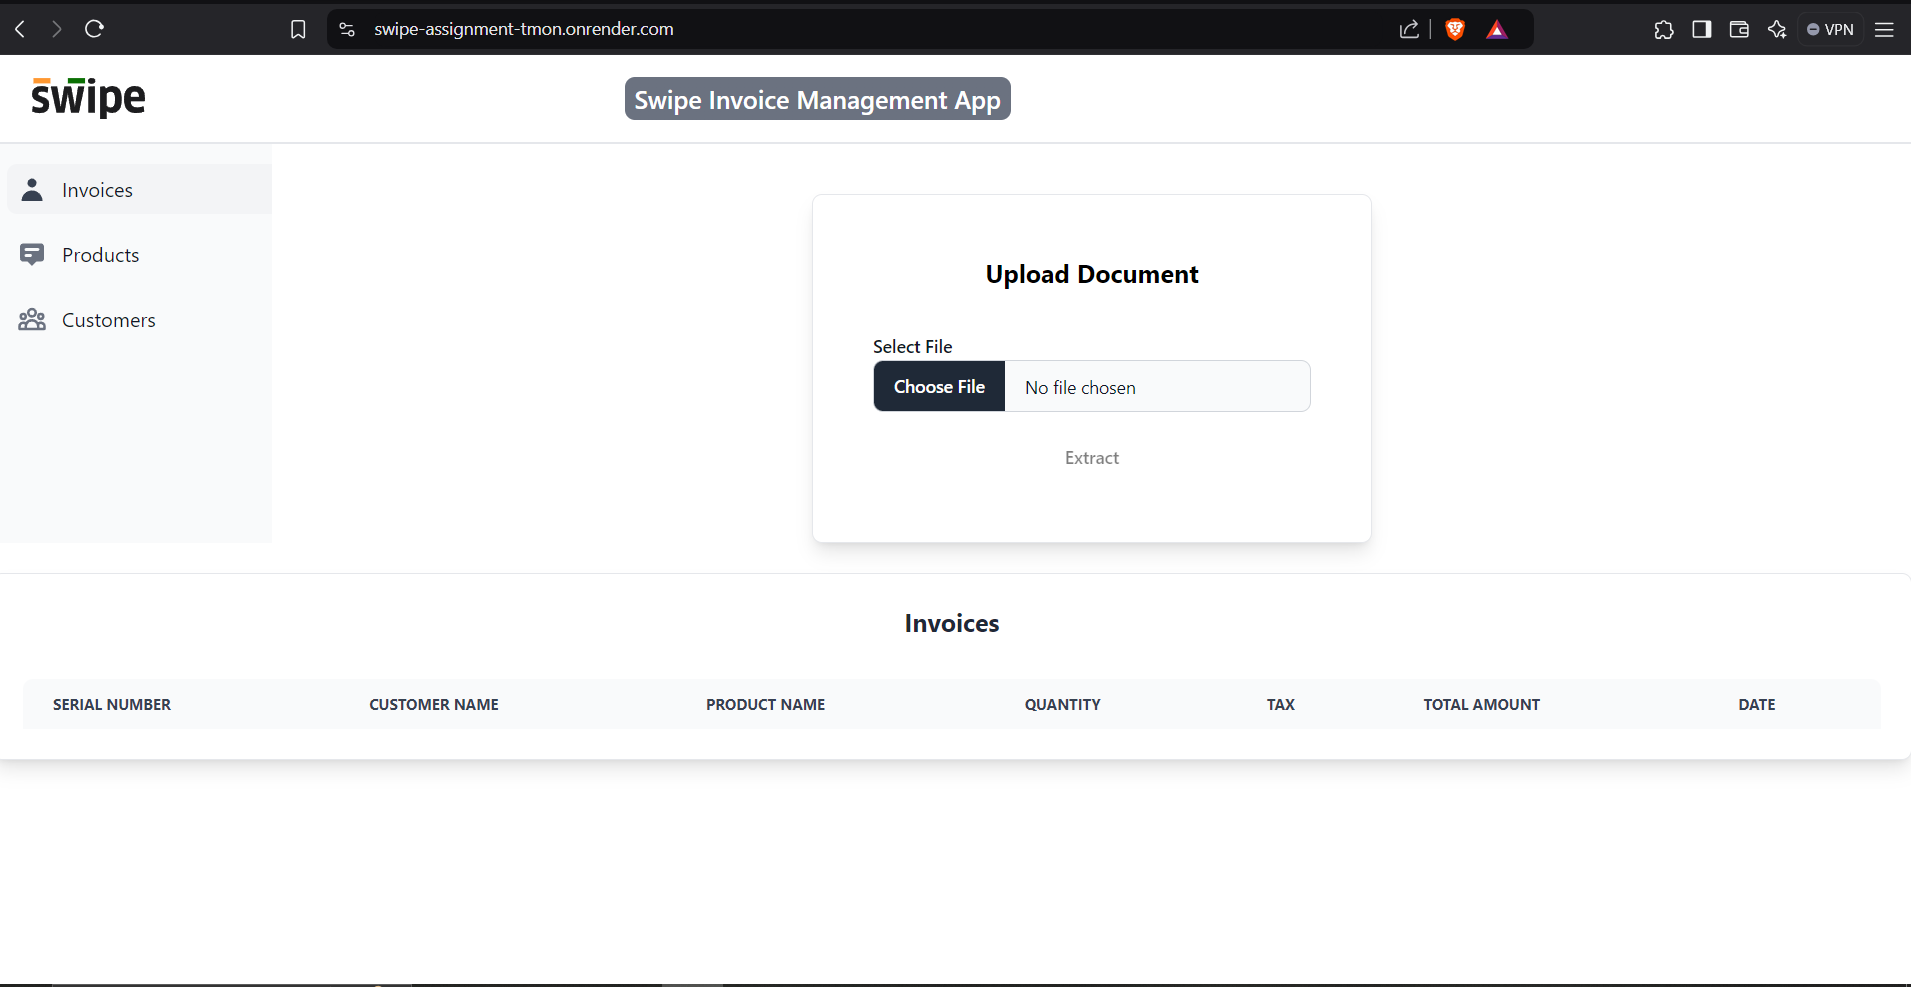 swipe-assignment-tmon.onrender.com
VPN
swipe
Swipe Invoice Management App
Invoices
Products
Customers
Upload Document
Select File
Choose File No file chosen
Extract
Invoices
SERIAL NUMBER CUSTOMER NAME PRODUCT NAME QUANTITY TAX TOTAL AMOUNT DATE